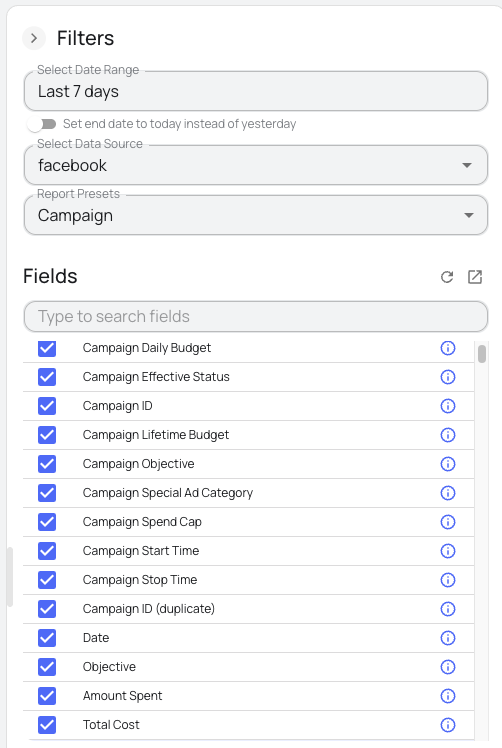 Filters
Select Date Range
Last 7 days
Set end date to today instead of yesterday
Select Data Source
facebook
Report Presets
Campaign
Fields
Type to search fields
Campaign Daily Budget
Campaign Effective Status
Campaign ID
Campaign Lifetime Budget
Campaign Objective
Campaign Special Ad Category
Campaign Spend Cap
Campaign Start Time
Campaign Stop Time
Campaign ID (duplicate)
Date
Objective
Amount Spent
Total Cost